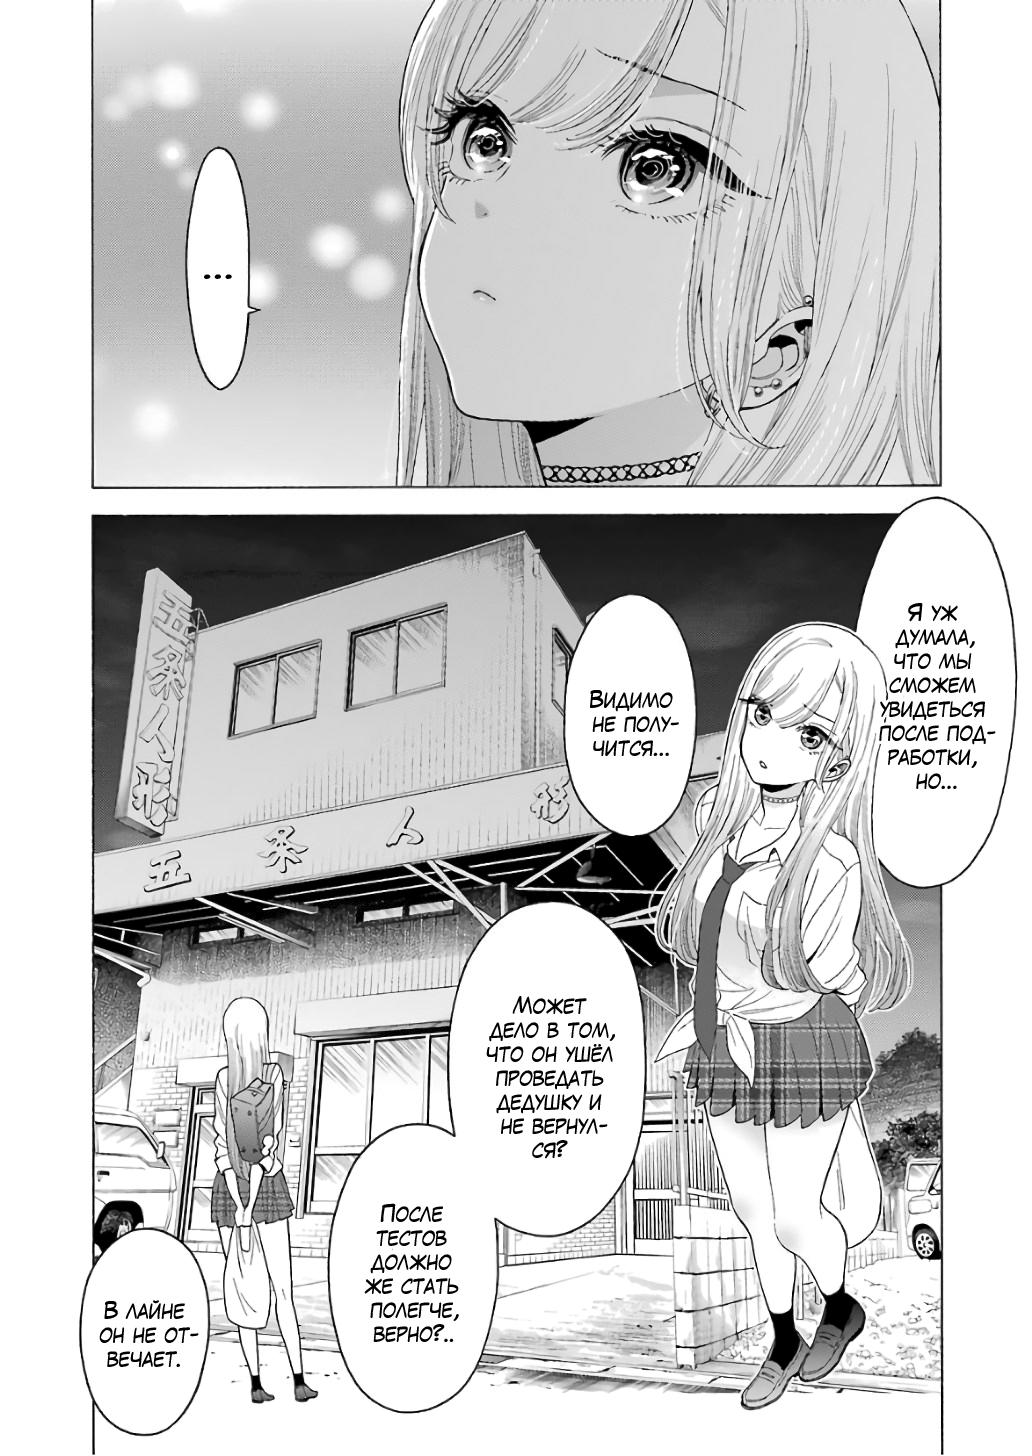 ...
Я УЖ
ДУМАЛА,
ЧТО МЫ
СМОЖЕМ
УВИДЕТЬСЯ
ПОСЛЕ ПОД-
РАБОТКИ,
НО...
ВИДИМО
НЕ ПОЛУ-
ЧИТСЯ...
五条人形
五条人形
МОЖЕТ
ДЕЛО В ТОМ,
ЧТО ОН УШЁЛ
ПРОВЕДАТЬ
ДЕДУШКУ И
НЕ ВЕРНУЛ-
СЯ?
ПОСЛЕ
ТЕСТОВ
ДОЛЖНО
ЖЕ СТАТЬ
ПОЛЕГЧЕ,
ВЕРНО?..
В ЛАЙНЕ
ОН НЕ ОТ-
ВЕЧАЕТ.